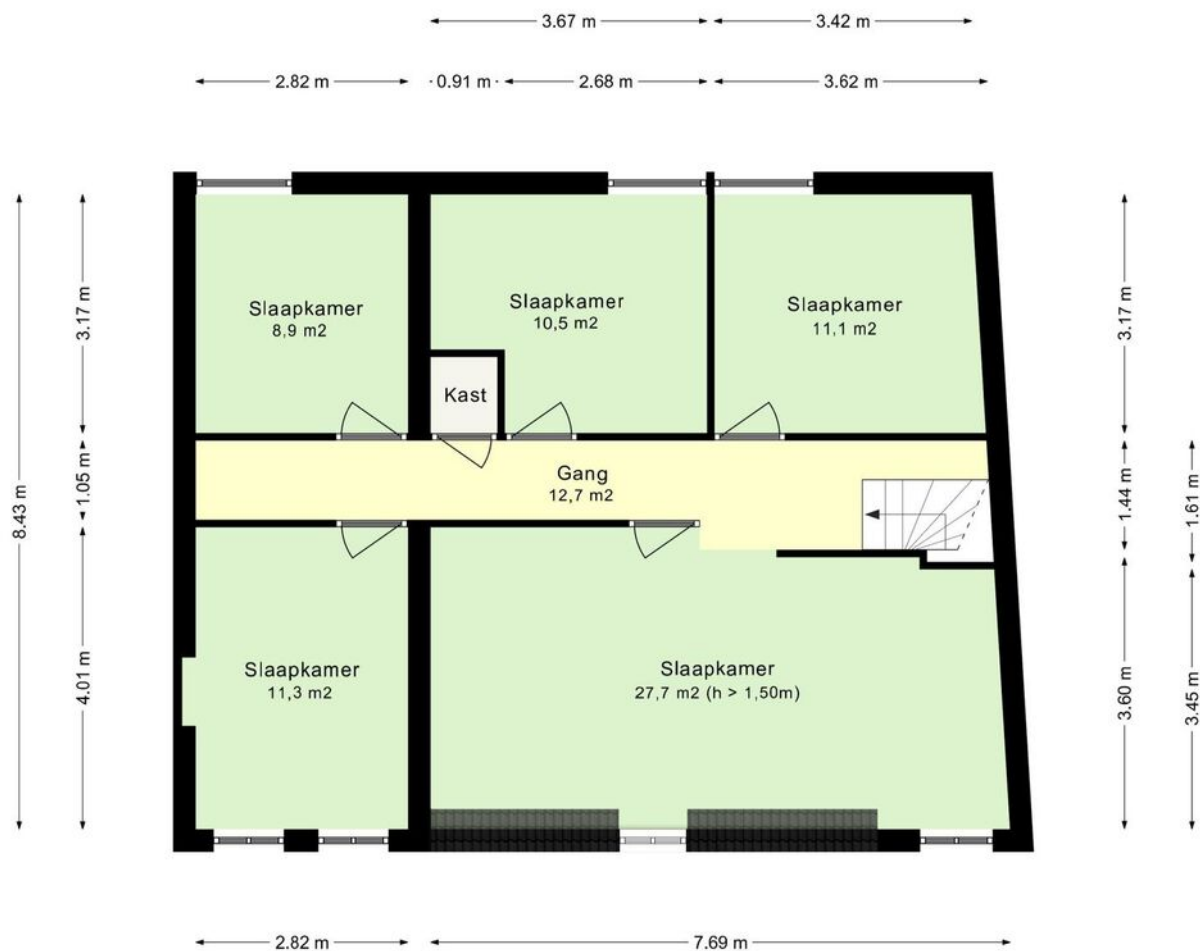 3.67 m
3.42 m
2.82 m
0.91 m
2.68 m
3.62 m
8.43 m
3.17 m
1.05 m
4.01 m
Slaapkamer
8,9 m2
Slaapkamer
10,5 m2
Slaapkamer
11,1 m2
Kast
Gang
12,7 m2
Slaapkamer
11,3 m2
Slaapkamer
27,7 m2 (h > 1,50m)
3.17 m
1.44 m
1.61 m
3.60 m
3.45 m
2.82 m
7.69 m